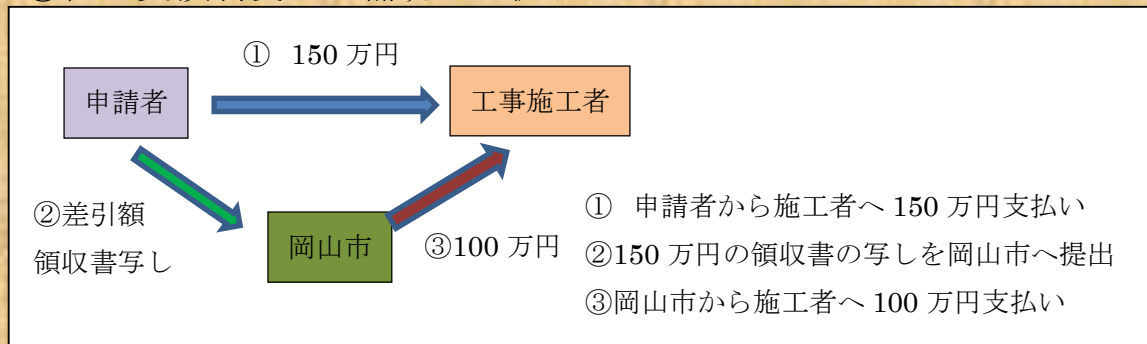 ① 150 万円
申請者
工事施工者
②差引額
領収書写し
岡山市
③100 万円
① 申請者から施工者へ 150 万円支払い
②150 万円の領収書の写しを岡山市へ提出
③岡山市から施工者へ 100 万円支払い